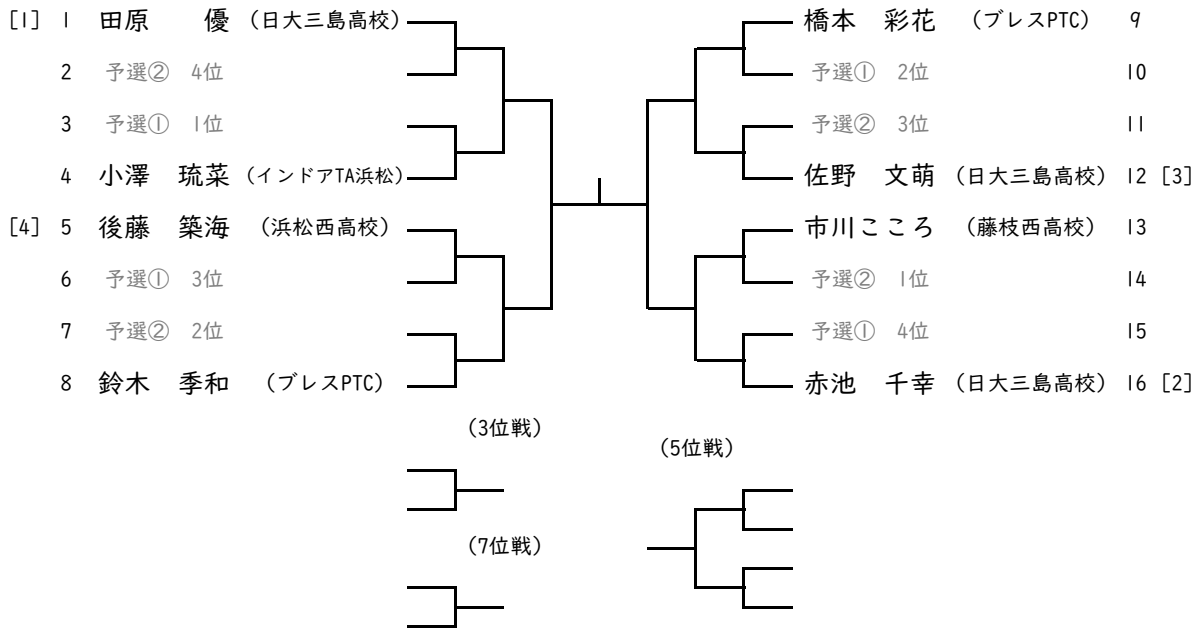 [1] 1 田原 優 (日大三島高校)
2 予選② 4位
3 予選① 1位
4 小澤 琉菜 (インドアTA浜松)
[4] 5 後藤 築海 (浜松西高校)
6 予選① 3位
7 予選② 2位
8 鈴木 季和 (ブレスPTC)
橋本 彩花 (ブレスPTC) 9
予選① 2位 10
予選② 3位 11
佐野 文萌 (日大三島高校) 12 [3]
市川こころ (藤枝西高校) 13
予選② 1位 14
予選① 4位 15
赤池 千幸 (日大三島高校) 16 [2]
(3位戦)
(5位戦)
(7位戦)